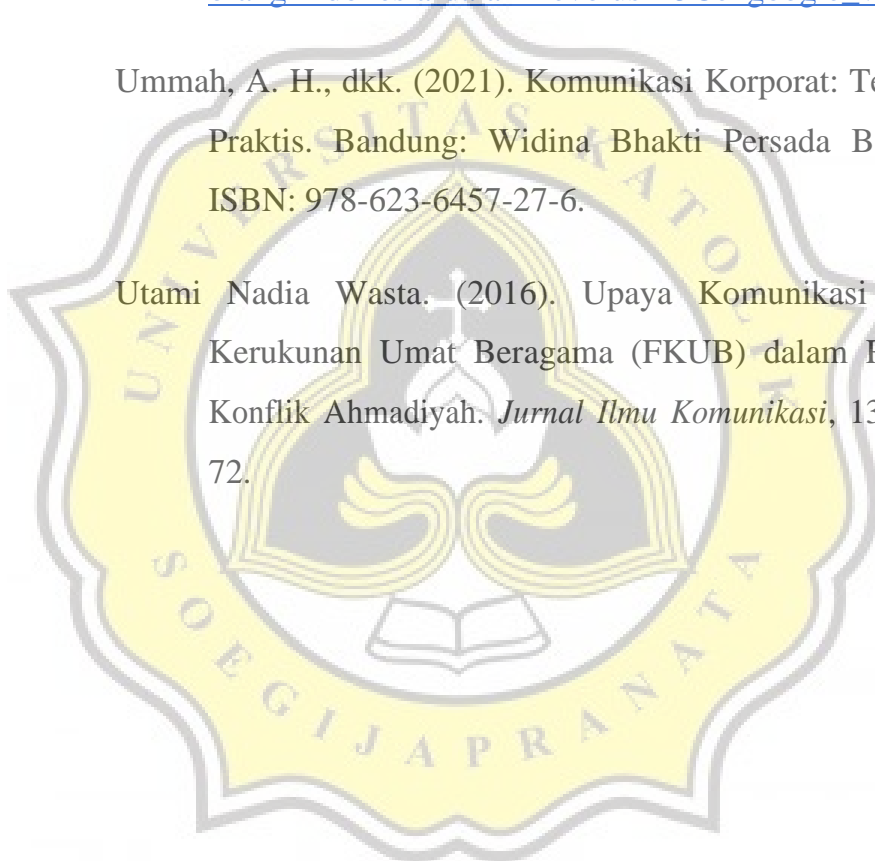 Ummah, A. H., dkk. (2021). Komunikasi Korporat:
Praktis. Bandung: Widina Bhakti Persada
ISBN: 978-623-6457-27-6.
Utami Nadia Wasta. (2016). Upaya Komunikasi
Kerukunan Umat Beragama (FKUB) dalam
Konflik Ahmadiyah. Jurnal Ilmu Komunikasi, 13
72.
UNIVERSITAS KATOLIK
SOEGIJAPRANATA